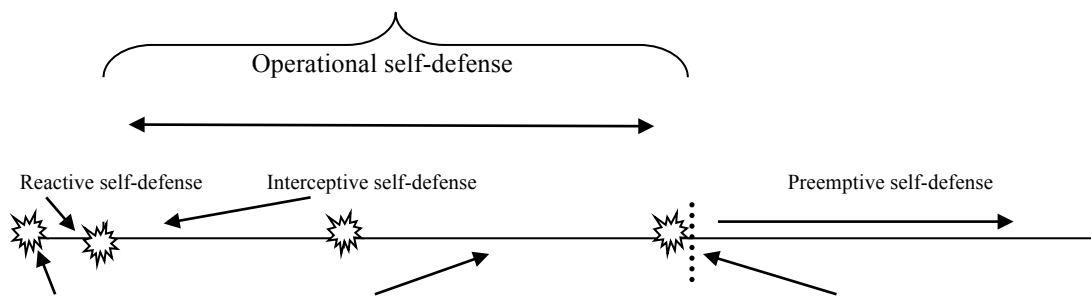 Operational self-defense
Reactive self-defense
Interceptive self-defense
Preemptive self-defense